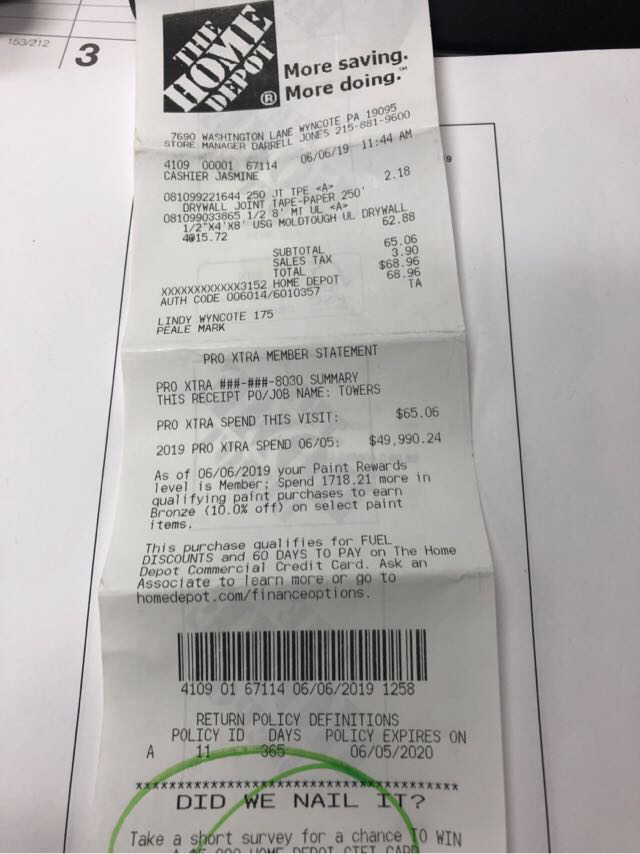 153/212
3
9
THE
HOME
DEPOT
®
More saving.
More doing.™
7690 WASHINGTON LANE WYNCOTE PA 19095
STORE MANAGER DARRELL JONES 215-881-9600
4109 00001 67114 06/06/19 11:44 AM
CASHIER JASMINE
081099221644 250 JT TPE <A> 2.18
DRYWALL JOINT TAPE-PAPER 250'
081099033865 1/2 8' MT UL <A>
1/2"X4'X8' USG MOLDTOUGH UL DRYWALL
4@15.72 62.88
SUBTOTAL 65.06
SALES TAX 3.90
TOTAL $68.96
XXXXXXXXXXXX3152 HOME DEPOT 68.96
AUTH CODE 006014/6010357 TA
LINDY WYNCOTE 175
PEALE MARK
PRO XTRA MEMBER STATEMENT
PRO XTRA ###-###-8030 SUMMARY
THIS RECEIPT PO/JOB NAME: TOWERS
PRO XTRA SPEND THIS VISIT: $65.06
2019 PRO XTRA SPEND 06/05: $49,990.24
As of 06/06/2019 your Paint Rewards
level is Member; Spend 1718.21 more in
qualifying paint purchases to earn
Bronze (10.0% off) on select paint
items.
This purchase qualifies for FUEL
DISCOUNTS and 60 DAYS TO PAY on The Home
Depot Commercial Credit Card. Ask an
Associate to learn more or go to
homedepot.com/financeoptions.
4109 01 67114 06/06/2019 1258
RETURN POLICY DEFINITIONS
POLICY ID DAYS POLICY EXPIRES ON
A 11 365 06/05/2020
*******************************************
DID WE NAIL IT?
Take a short survey for a chance TO WIN
A $5,000 HOME DEPOT GIFT CARD